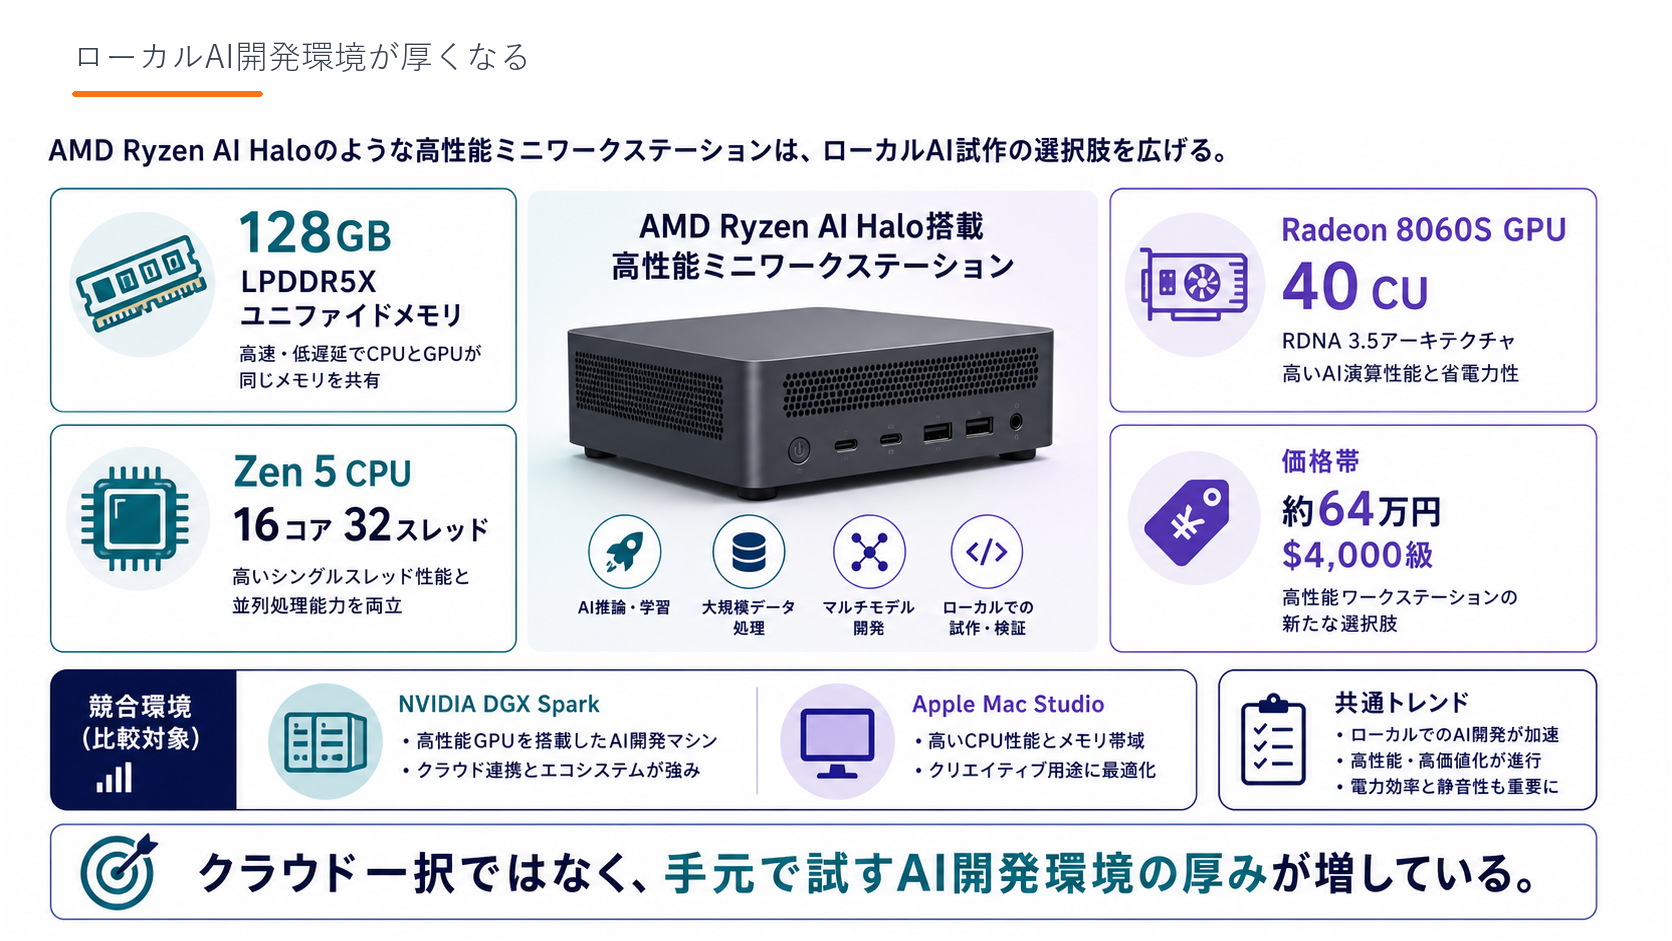 ローカルAI開発環境が厚くなる
AMD Ryzen AI Haloのような高性能ミニワークステーションは、ローカルAI試作の選択肢を広げる。
128GB
LPDDR5X
ユニファイドメモリ
高速・低遅延でCPUとGPUが
同じメモリを共有
Zen 5 CPU
16コア 32スレッド
高いシングルスレッド性能と
並列処理能力を両立
AMD Ryzen AI Halo搭載
高性能ミニワークステーション
AI推論・学習
大規模データ
処理
マルチモデル
開発
ローカルでの
試作・検証
Radeon 8060S GPU
40 CU
RDNA 3.5アーキテクチャ
高いAI演算性能と省電力性
価格帯
約64万円
$4,000級
高性能ワークステーションの
新たな選択肢
競合環境
（比較対象）
NVIDIA DGX Spark
・高性能GPUを搭載したAI開発マシン
・クラウド連携とエコシステムが強み
Apple Mac Studio
・高いCPU性能とメモリ帯域
・クリエイティブ用途に最適化
共通トレンド
・ローカルでのAI開発が加速
・高性能・高価値化が進行
・電力効率と静音性も重要に
クラウド一択ではなく、手元で試すAI開発環境の厚みが増している。